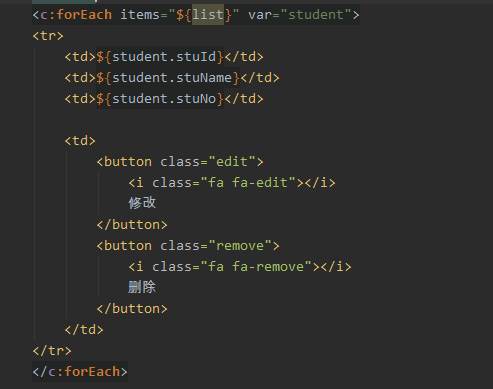 <c:forEach items="${list}" var="student">
<tr>
<td>${student.stuId}</td>
<td>${student.stuName}</td>
<td>${student.stuNo}</td>
<td>
<button class="edit">
<i class="fa fa-edit"></i>
修改
</button>
<button class="remove">
<i class="fa fa-remove"></i>
删除
</button>
</td>
</tr>
</c:forEach>